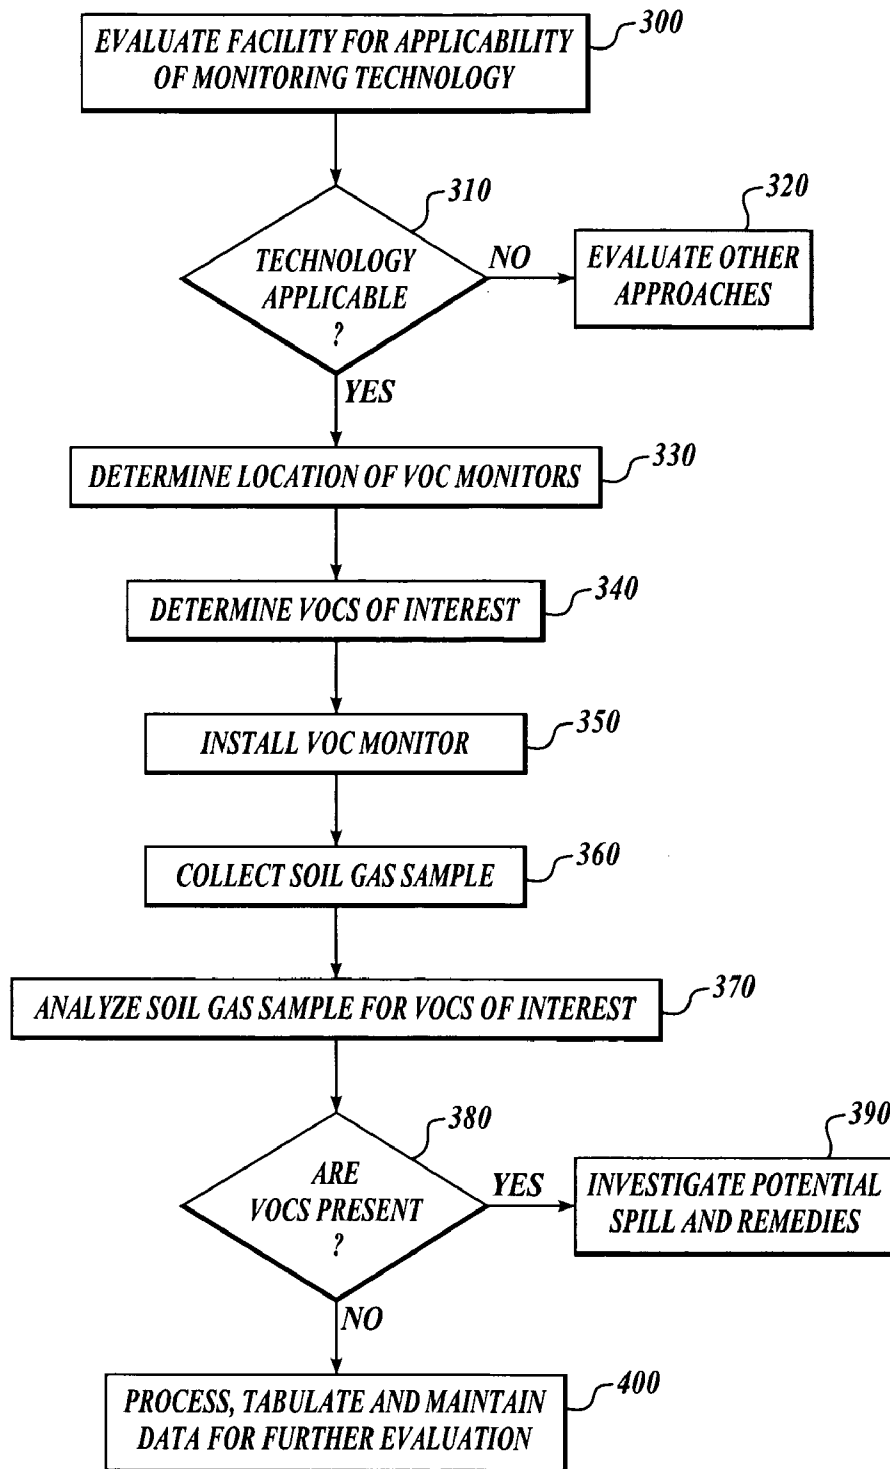 300
EVALUATE FACILITY FOR APPLICABILITY
OF MONITORING TECHNOLOGY
310
TECHNOLOGY
APPLICABLE
?
NO
320
EVALUATE OTHER
APPROACHES
YES
330
DETERMINE LOCATION OF VOC MONITORS
340
DETERMINE VOCS OF INTEREST
350
INSTALL VOC MONITOR
360
COLLECT SOIL GAS SAMPLE
370
ANALYZE SOIL GAS SAMPLE FOR VOCS OF INTEREST
380
ARE
VOCS PRESENT
?
YES
390
INVESTIGATE POTENTIAL
SPILL AND REMEDIES
NO
400
PROCESS, TABULATE AND MAINTAIN
DATA FOR FURTHER EVALUATION